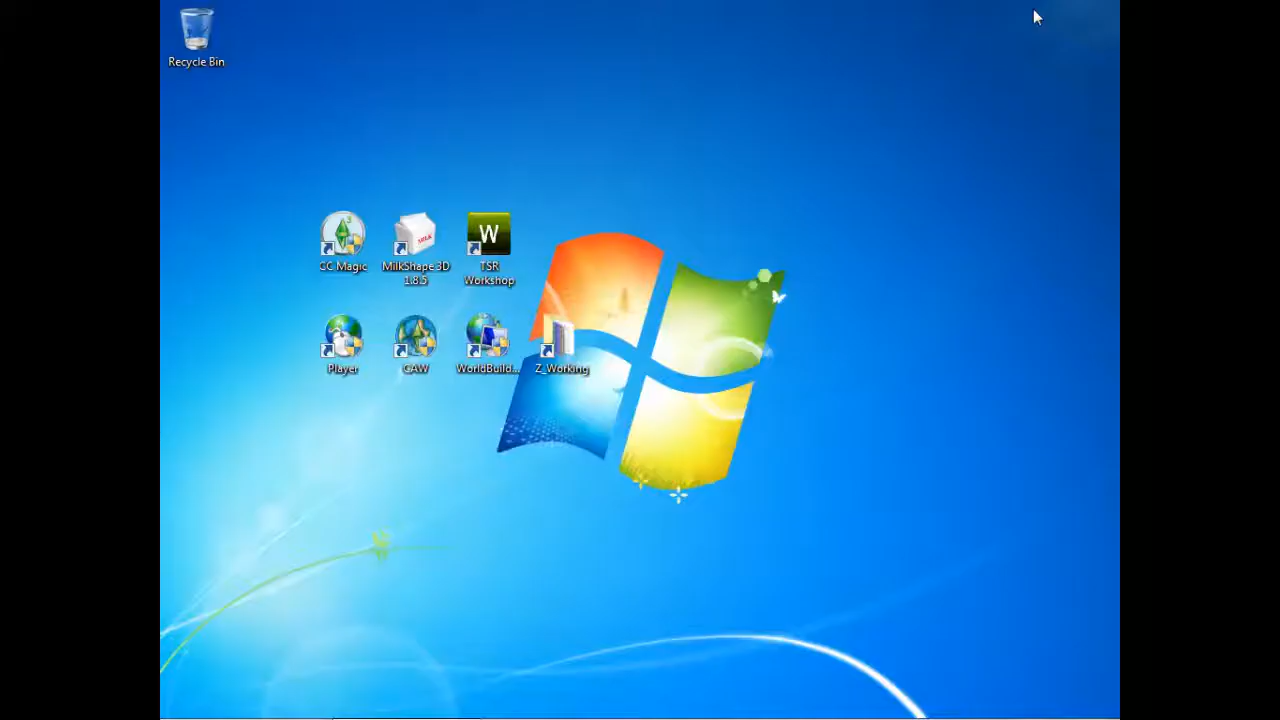 Recycle Bin
CC Magic
MilkShape 3D
1.8.5
W
TSR
Workshop
Player
CAW
WorldBuild...
Z_Working